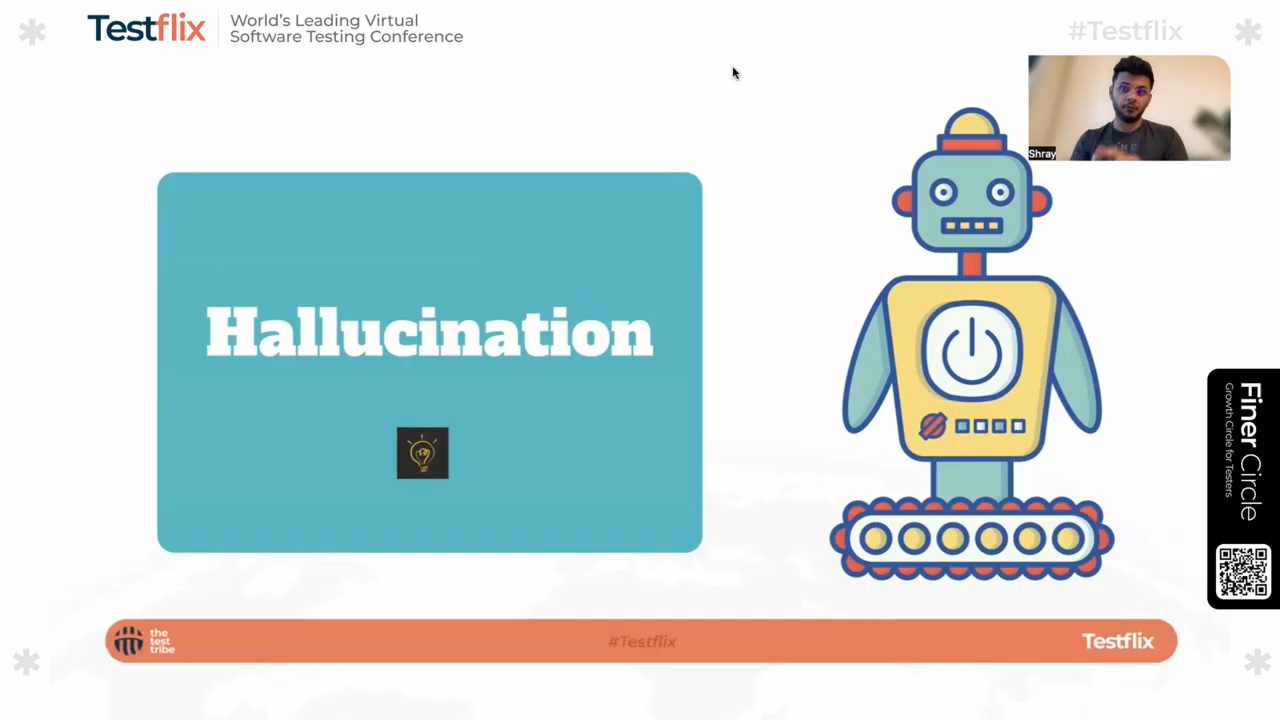 Testflix
World's Leading Virtual
Software Testing Conference
#Testflix
Shray
Hallucination
Finer Circle
Growth Circle for Testers
the
test
tribe
#Testflix
Testflix